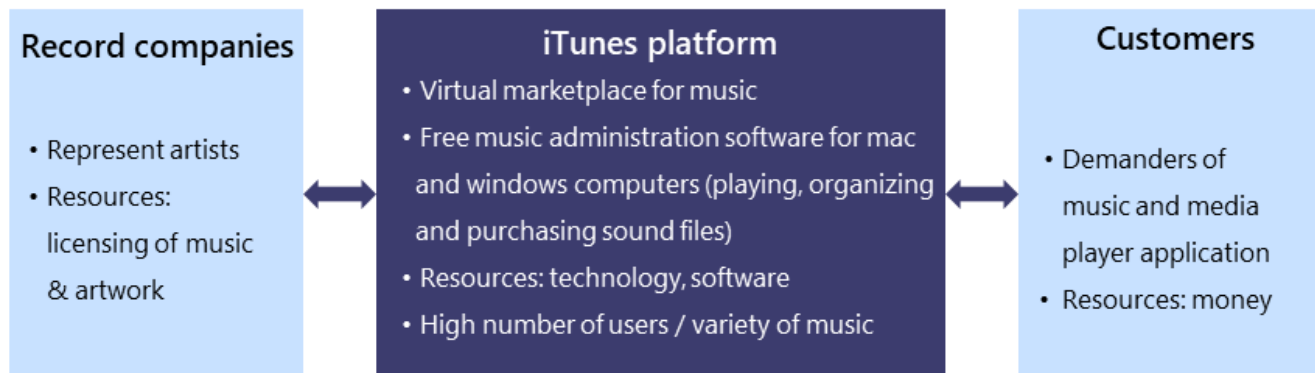 Record companies
• Represent artists
• Resources:
licensing of music
& artwork
iTunes platform
• Virtual marketplace for music
• Free music administration software for mac
and windows computers (playing, organizing
and purchasing sound files)
• Resources: technology, software
• High number of users / variety of music
Customers
• Demanders of
music and media
player application
• Resources: money